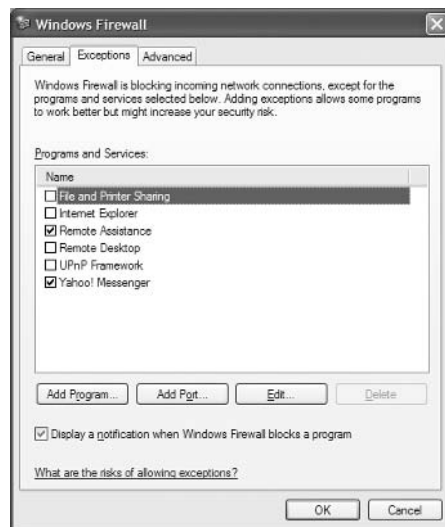 Windows Firewall
General Exceptions Advanced
Windows Firewall is blocking incoming network connections, except for the
programs and services selected below. Adding exceptions allows some programs
to work better but might increase your security risk.
Programs and Services:
Name
File and Printer Sharing
Internet Explorer
Remote Assistance
Remote Desktop
UPnP Framework
Yahoo! Messenger
Add Program... Add Port... Edit... Delete
Display a notification when Windows Firewall blocks a program
What are the risks of allowing exceptions?
OK Cancel